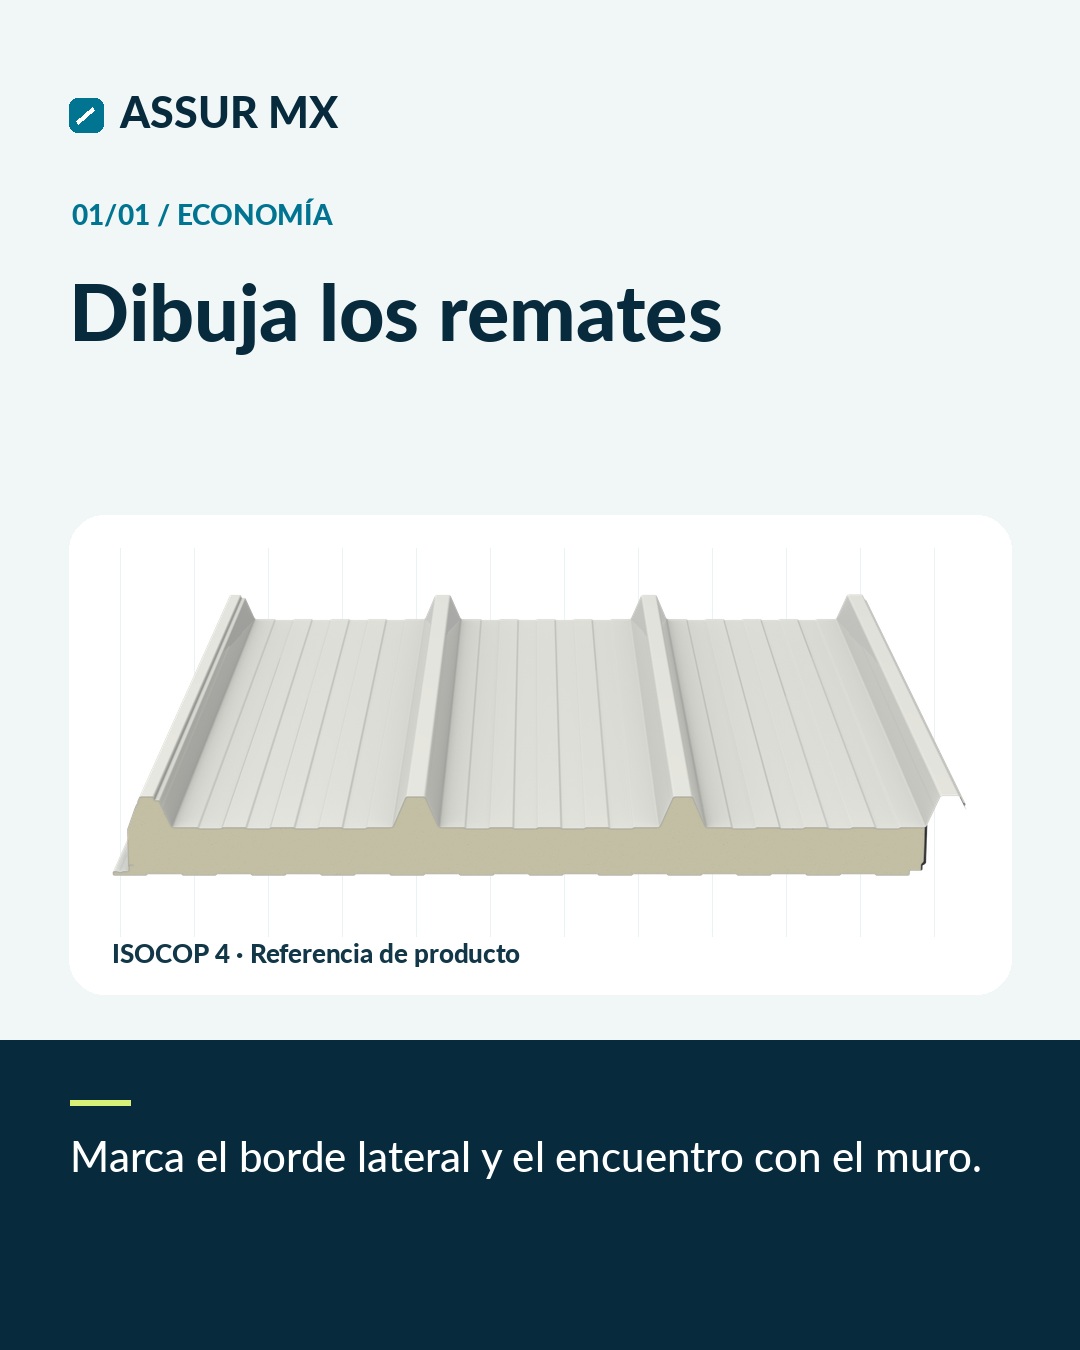 ASSUR MX
01/01 / ECONOMÍA
Dibuja los remates
ISOCOP 4 · Referencia de producto
Marca el borde lateral y el encuentro con el muro.